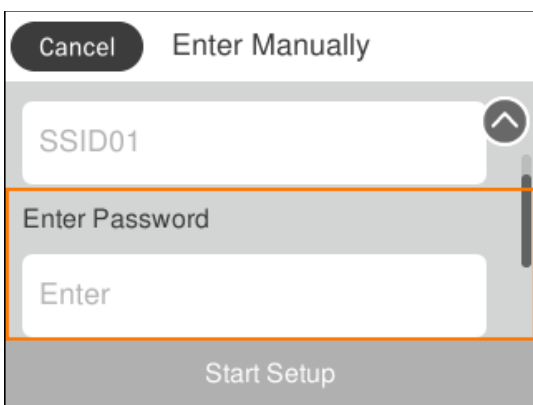 Cancel Enter Manually
SSID01
Enter Password
Enter
Start Setup